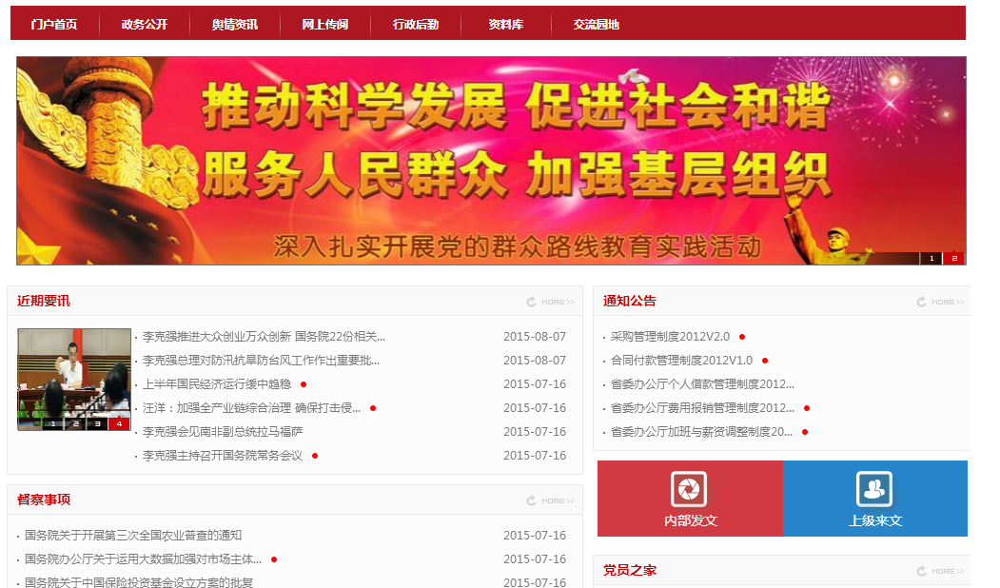 门户首页 政务公开 舆情资讯 网上传阅 行政后勤 资料库 交流园地
推动科学发展 促进社会和谐
服务人民群众 加强基层组织
深入扎实开展党的群众路线教育实践活动
1 2
近期要讯 MORE >>
李克强推进大众创业万众创新 国务院22份相关... 2015-08-07
李克强总理对防汛抗旱防台风工作作出重要批... 2015-08-07
上半年国民经济运行缓中趋稳 2015-07-16
汪洋：加强全产业链综合治理 确保打击侵... 2015-07-16
李克强会见南非副总统拉马福萨 2015-07-16
李克强主持召开国务院常务会议 2015-07-16
1 2 3 4
督察事项 MORE >>
国务院关于开展第三次全国农业普查的通知 2015-07-16
国务院办公厅关于运用大数据加强对市场主体... 2015-07-16
国务院关于中国保险投资基金设立方案的批复 2015-07-16
通知公告 MORE >>
采购管理制度2012V2.0
合同付款管理制度2012V1.0
省委办公厅个人借款管理制度2012...
省委办公厅费用报销管理制度2012...
省委办公厅加班与薪资调整制度20...
内部发文 上级来文
党员之家 MORE >>